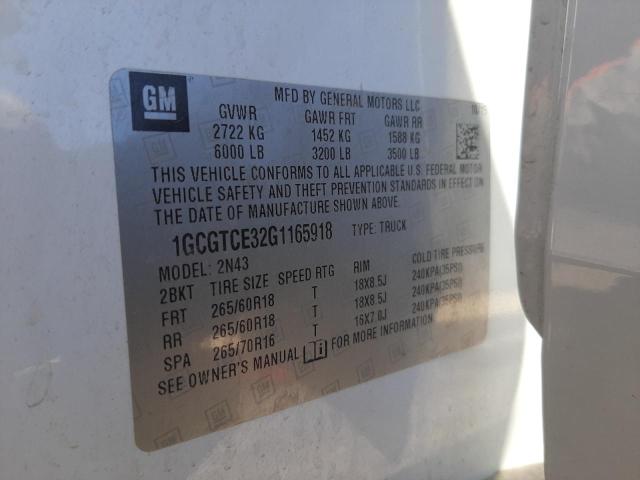 GM
MFD BY GENERAL MOTORS LLC
GVWR GAWR FRT GAWR RR
2722 KG 1452 KG 1588 KG
6000 LB 3200 LB 3500 LB
THIS VEHICLE CONFORMS TO ALL APPLICABLE U.S. FEDERAL MOTOR
VEHICLE SAFETY AND THEFT PREVENTION STANDARDS IN EFFECT ON
THE DATE OF MANUFACTURE SHOWN ABOVE.
1GCGTCE32G1165918 TYPE: TRUCK
MODEL: 2N43
2BKT TIRE SIZE SPEED RTG RIM COLD TIRE PRESSURE
FRT 265/60R18 T 18X8.5J 240KPA(35PSI)
RR 265/60R18 T 18X8.5J 240KPA(35PSI)
SPA 265/70R16 T 16X7.0J 240KPA(35PSI)
SEE OWNER'S MANUAL FOR MORE INFORMATION